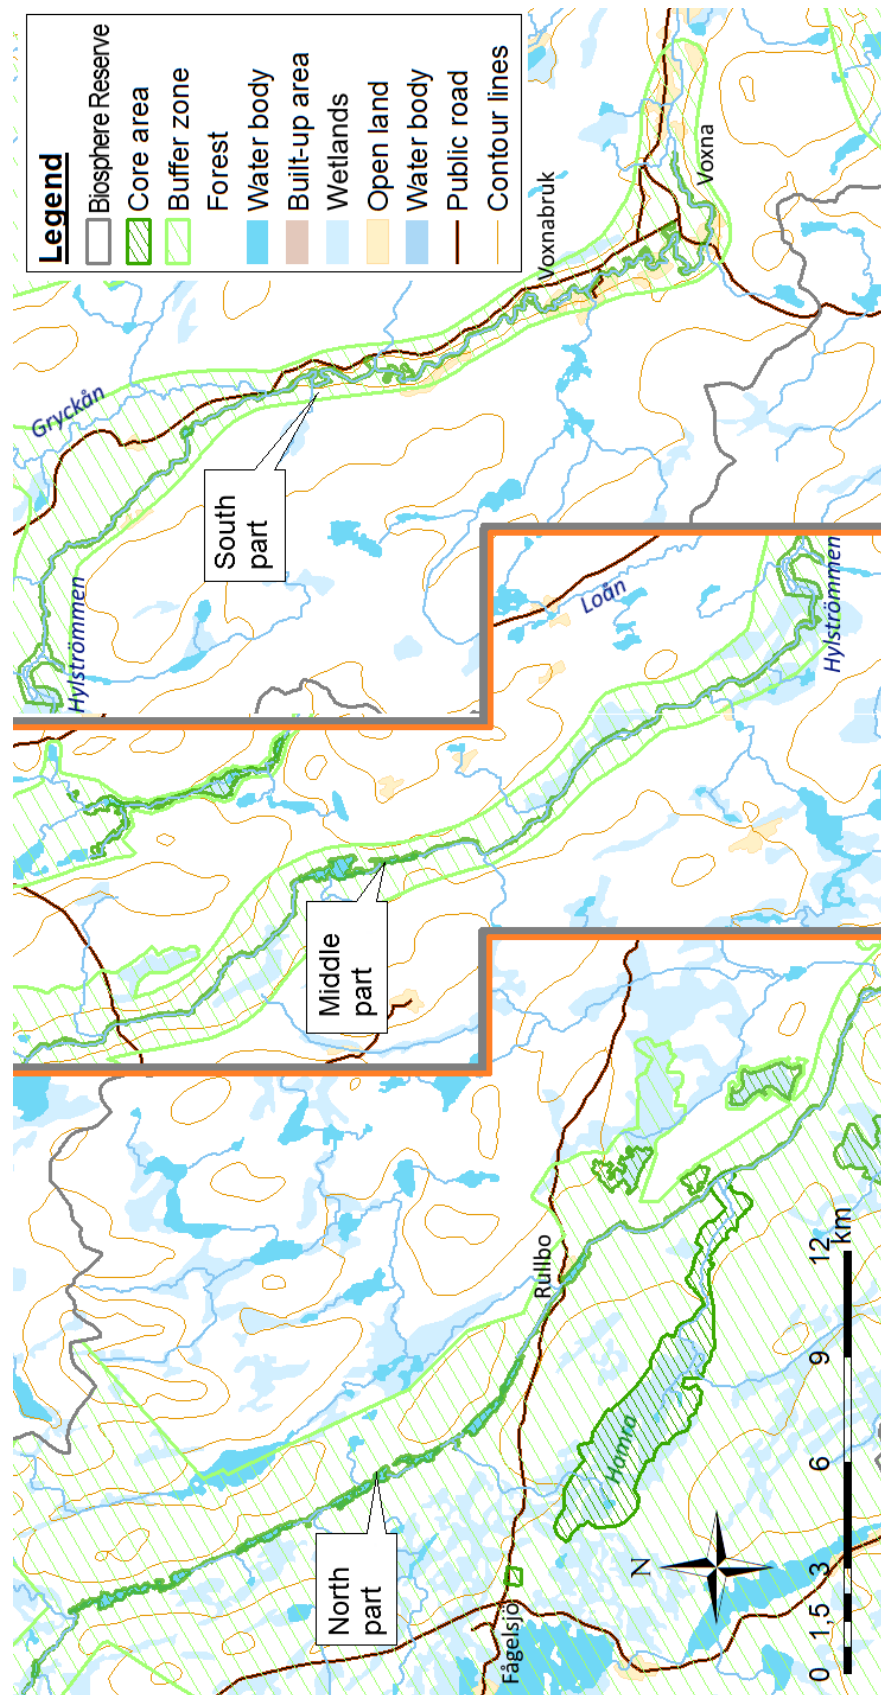 Legend
Biosphere Reserve
Core area
Buffer zone
Forest
Water body
Built-up area
Wetlands
Open land
Water body
Public road
Contour lines
North
part
Fågelsjö
Rullbo
Hamra
N
0 1,5 3 6 9 12
km
Middle
part
Loån
Hylströmmen
South
part
Gryckån
Hylströmmen
Voxnabruk
Voxna